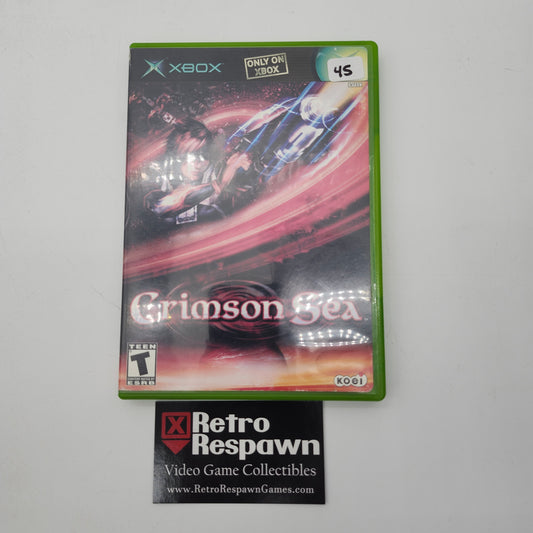 XBOX
ONLY ON
XBOX
45
Crimson Sea
TEEN
T
ESRB
KOEI
Retro
Respawn
Video Game Collectibles
www.RetroRespawnGames.com